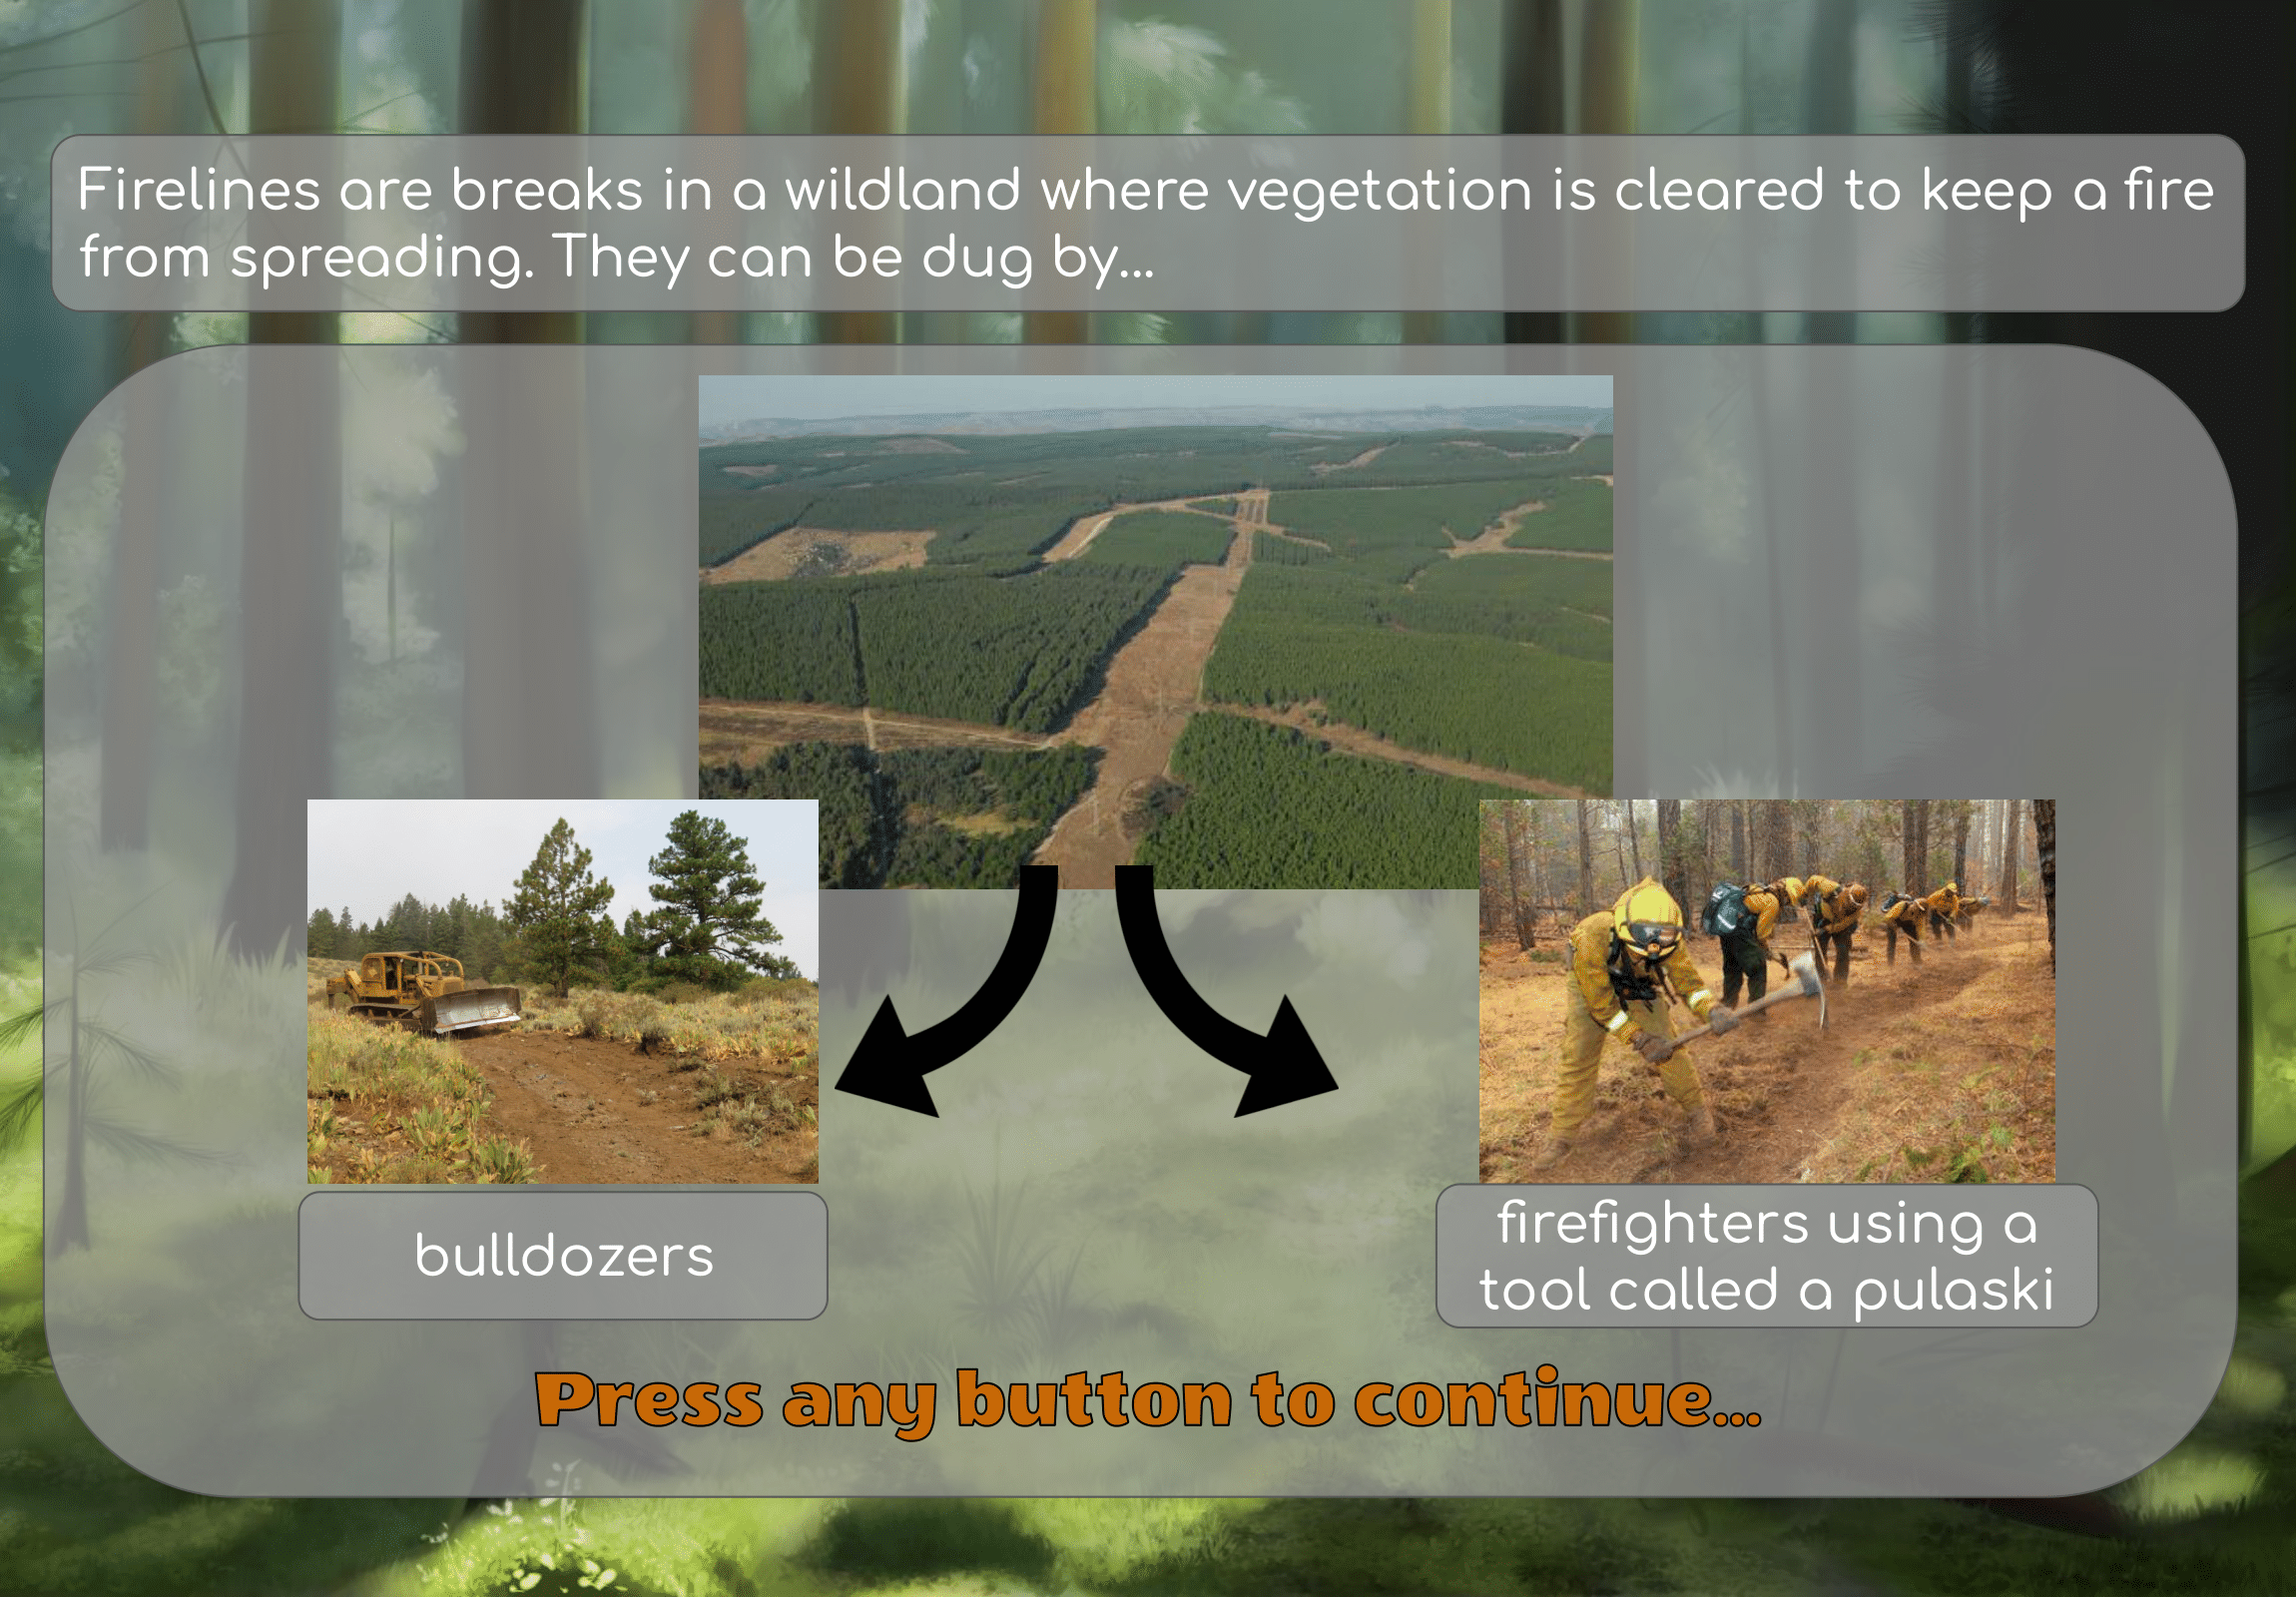 Firelines are breaks in a wildland where vegetation is cleared to keep a fire
from spreading. They can be dug by...
bulldozers
firefighters using a
tool called a pulaski
Press any button to continue...